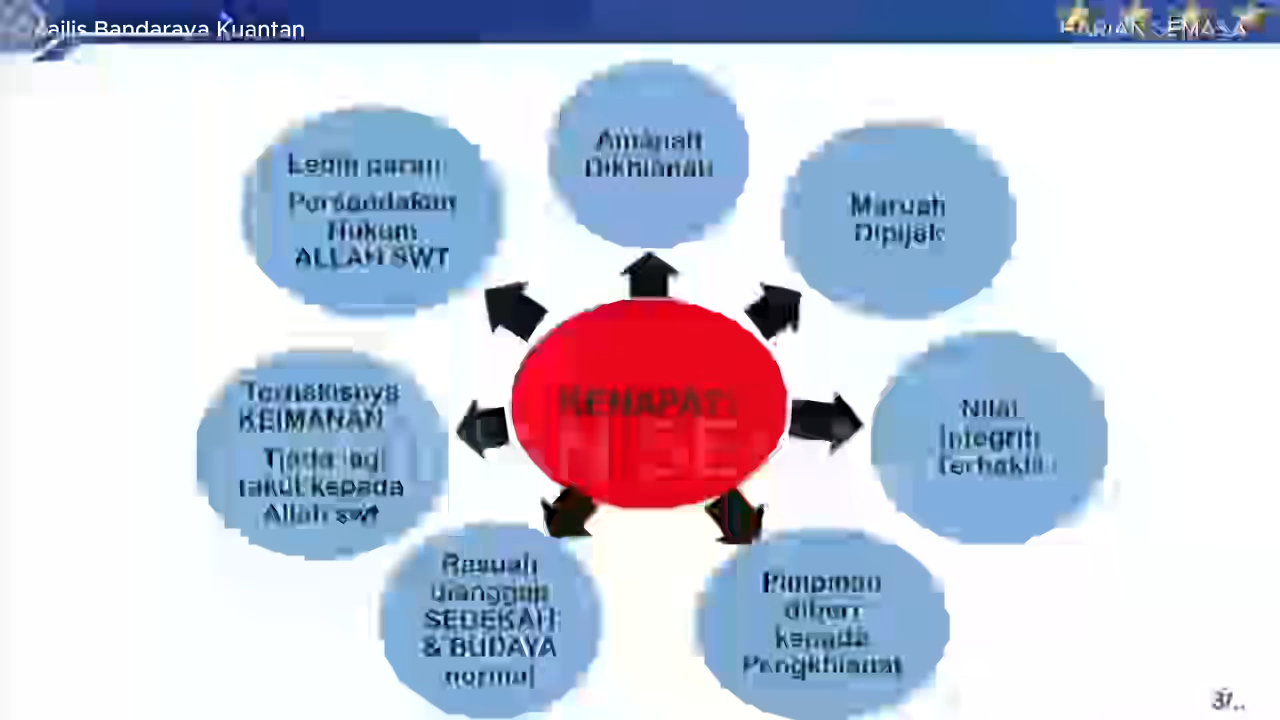 Majlis Bandaraya Kuantan
HARIAN SEMASA
Amanah
Dikhianati
Maruah
Dipijak
Nilai
Integriti
Terhakis
Pimpinan
diberi
kepada
Pengkhianat
Rasuah
dianggap
SEDEKAH
& BUDAYA
normal
Terhakisnya
KEIMANAN
Tiada lagi
takut kepada
Allah swt
Lebih parah
Persendakan
Hukum
ALLAH SWT
KENAPA